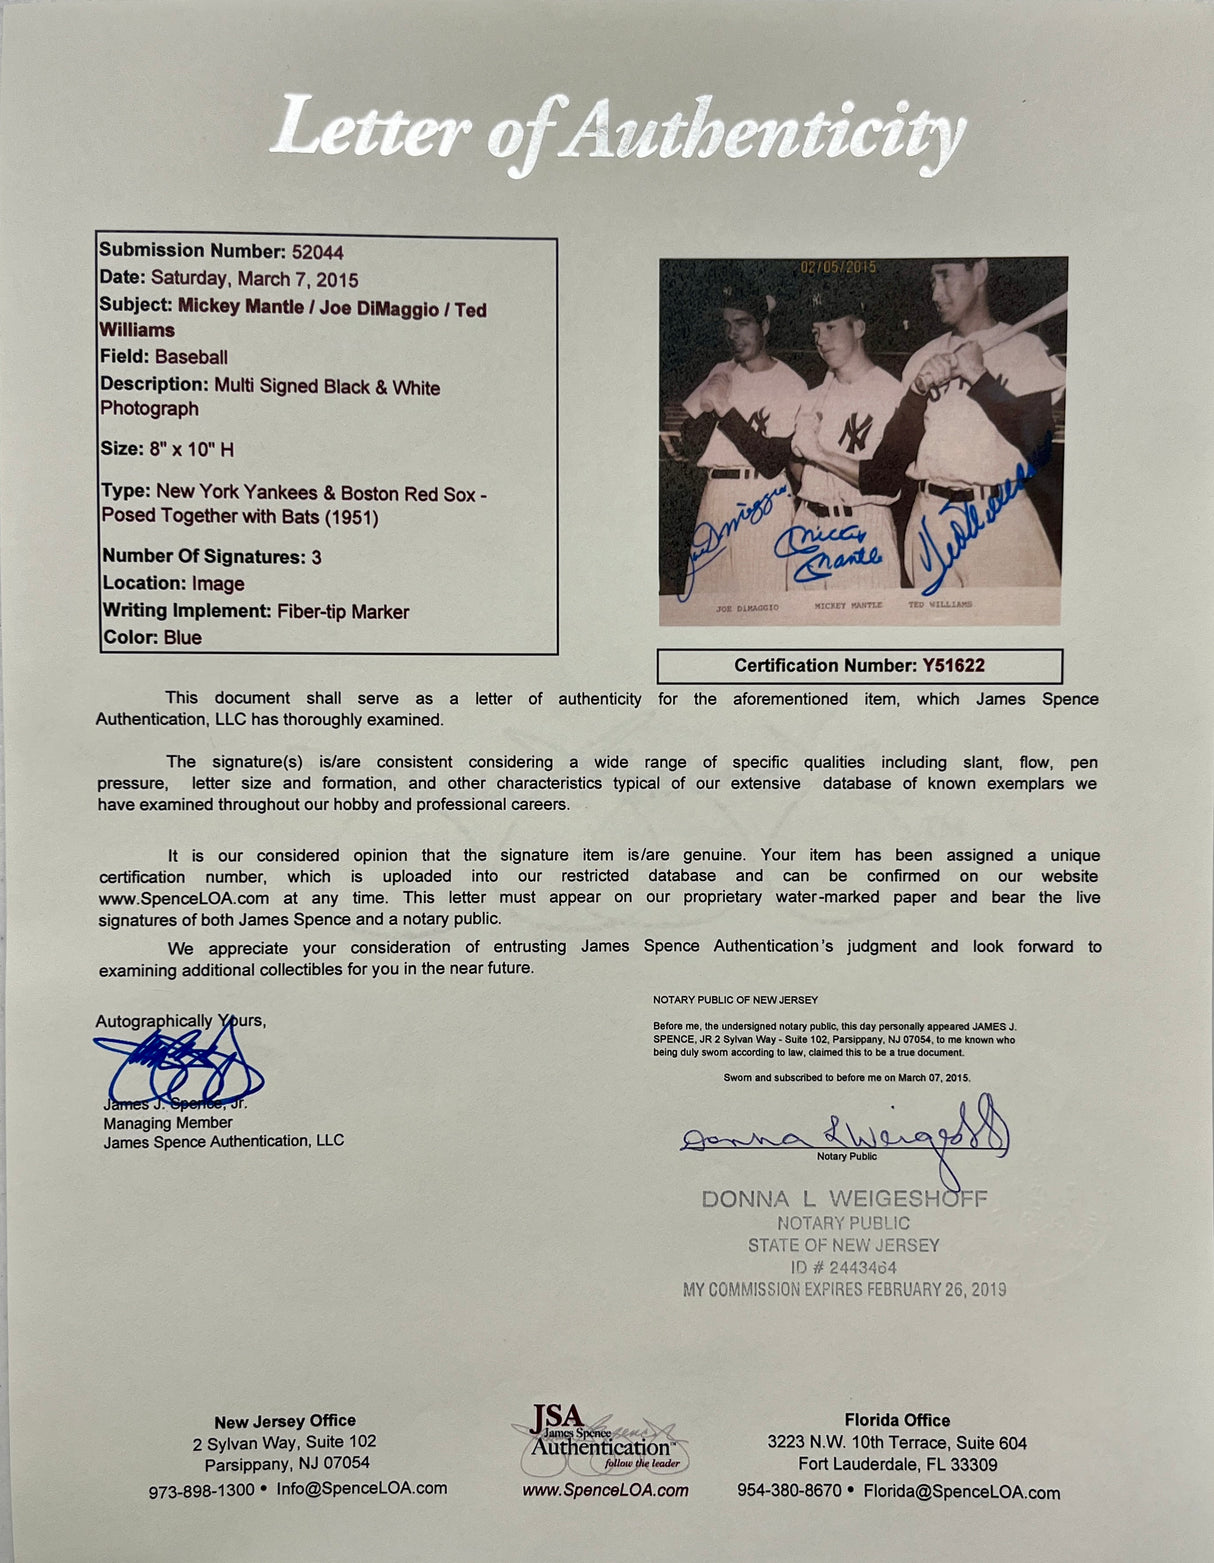 Letter of Authenticity
Submission Number: 52044
Date: Saturday, March 7, 2015
Subject: Mickey Mantle / Joe DiMaggio / Ted
Williams
Field: Baseball
Description: Multi Signed Black & White
Photograph
Size: 8" x 10" H
Type: New York Yankees & Boston Red Sox -
Posed Together with Bats (1951)
Number Of Signatures: 3
Location: Image
Writing Implement: Fiber-tip Marker
Color: Blue
02/05/2015
NY
NY
Joe DiMaggio
Mickey
Mantle
Ted Williams
JOE DiMAGGIO MICKEY MANTLE TED WILLIAMS
Certification Number: Y51622
This document shall serve as a letter of authenticity for the aforementioned item, which James Spence
Authentication, LLC has thoroughly examined.
The signature(s) is/are consistent considering a wide range of specific qualities including slant, flow, pen
pressure, letter size and formation, and other characteristics typical of our extensive database of known exemplars we
have examined throughout our hobby and professional careers.
It is our considered opinion that the signature item is/are genuine. Your item has been assigned a unique
certification number, which is uploaded into our restricted database and can be confirmed on our website
www.SpenceLOA.com at any time. This letter must appear on our proprietary water-marked paper and bear the live
signatures of both James Spence and a notary public.
We appreciate your consideration of entrusting James Spence Authentication's judgment and look forward to
examining additional collectibles for you in the near future.
Autographically Yours,
James J. Spence, Jr.
Managing Member
James Spence Authentication, LLC
NOTARY PUBLIC OF NEW JERSEY
Before me, the undersigned notary public, this day personally appeared JAMES J.
SPENCE, JR 2 Sylvan Way - Suite 102, Parsippany, NJ 07054, to me known who
being duly sworn according to law, claimed this to be a true document.
Sworn and subscribed to before me on March 07, 2015.
Donna L Weigeshoff
Notary Public
DONNA L WEIGESHOFF
NOTARY PUBLIC
STATE OF NEW JERSEY
ID # 2443464
MY COMMISSION EXPIRES FEBRUARY 26, 2019
New Jersey Office
2 Sylvan Way, Suite 102
Parsippany, NJ 07054
973-898-1300 • Info@SpenceLOA.com
JSA
James Spence
Authentication™
follow the leader
www.SpenceLOA.com
Florida Office
3223 N.W. 10th Terrace, Suite 604
Fort Lauderdale, FL 33309
954-380-8670 • Florida@SpenceLOA.com